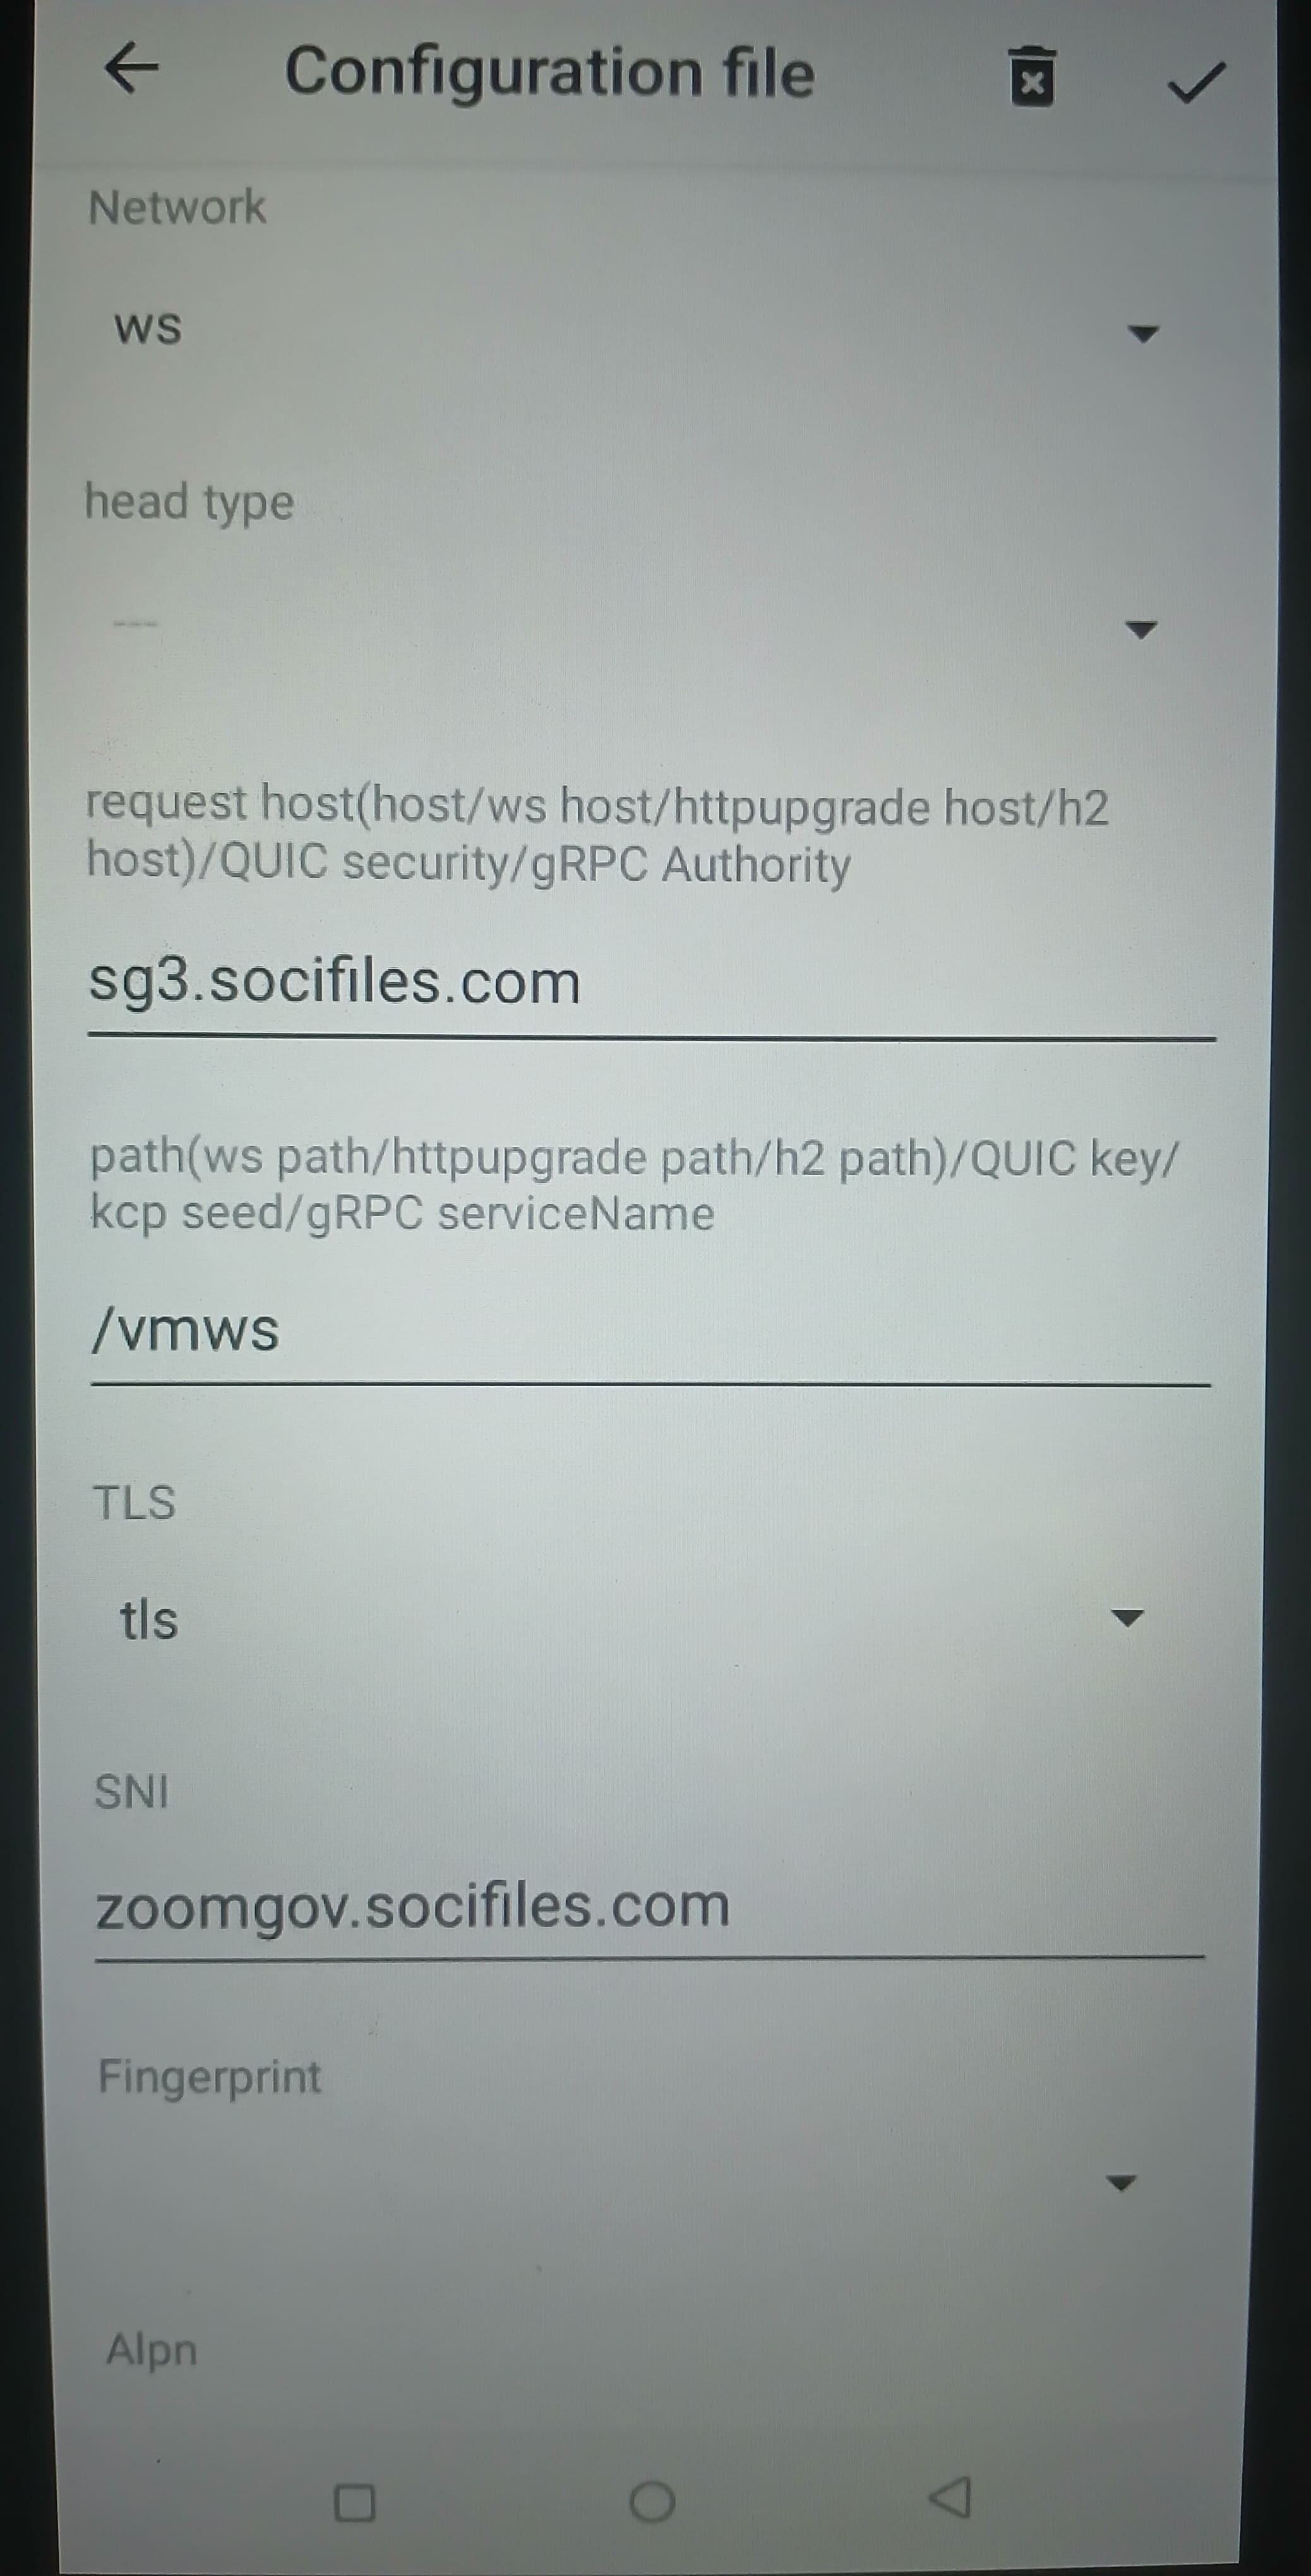 Configuration file
Network
ws
head type
---
request host(host/ws host/httpupgrade host/h2
host)/QUIC security/gRPC Authority
sg3.socifiles.com
path(ws path/httpupgrade path/h2 path)/QUIC key/
kcp seed/gRPC serviceName
/vmws
TLS
tls
SNI
zoomgov.socifiles.com
Fingerprint
Alpn